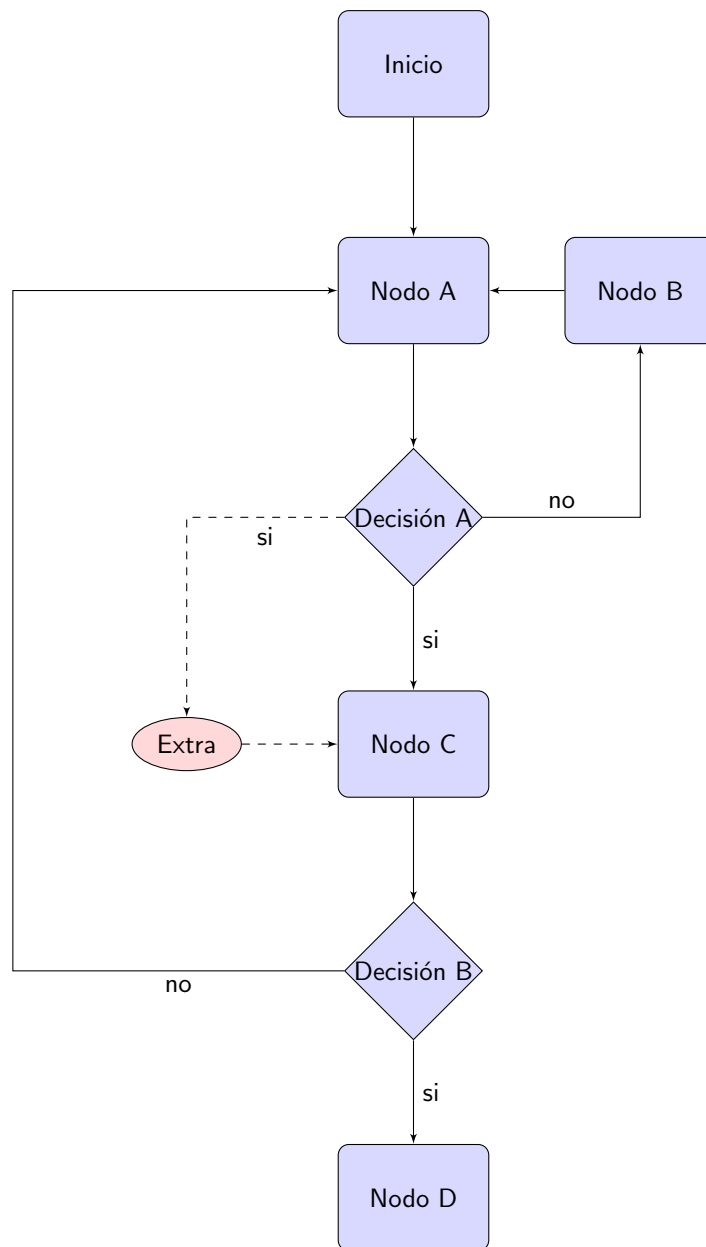 Inicio
Nodo A
Nodo B
Decisión A
no
si
si
Extra
Nodo C
Decisión B
no
si
Nodo D